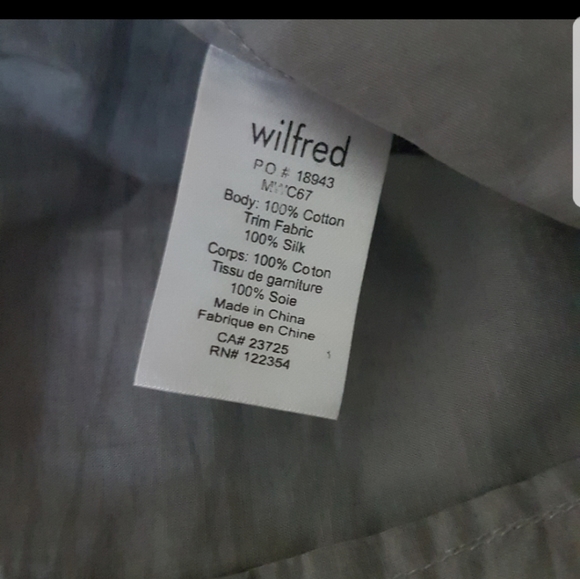 wilfred
PO # 18943
Body: 100% Cotton
Trim Fabric
100% Silk
Corps: 100% Coton
Tissu de garniture
100% Soie
Made in China
Fabrique en Chine
CA# 23725
RN# 122354